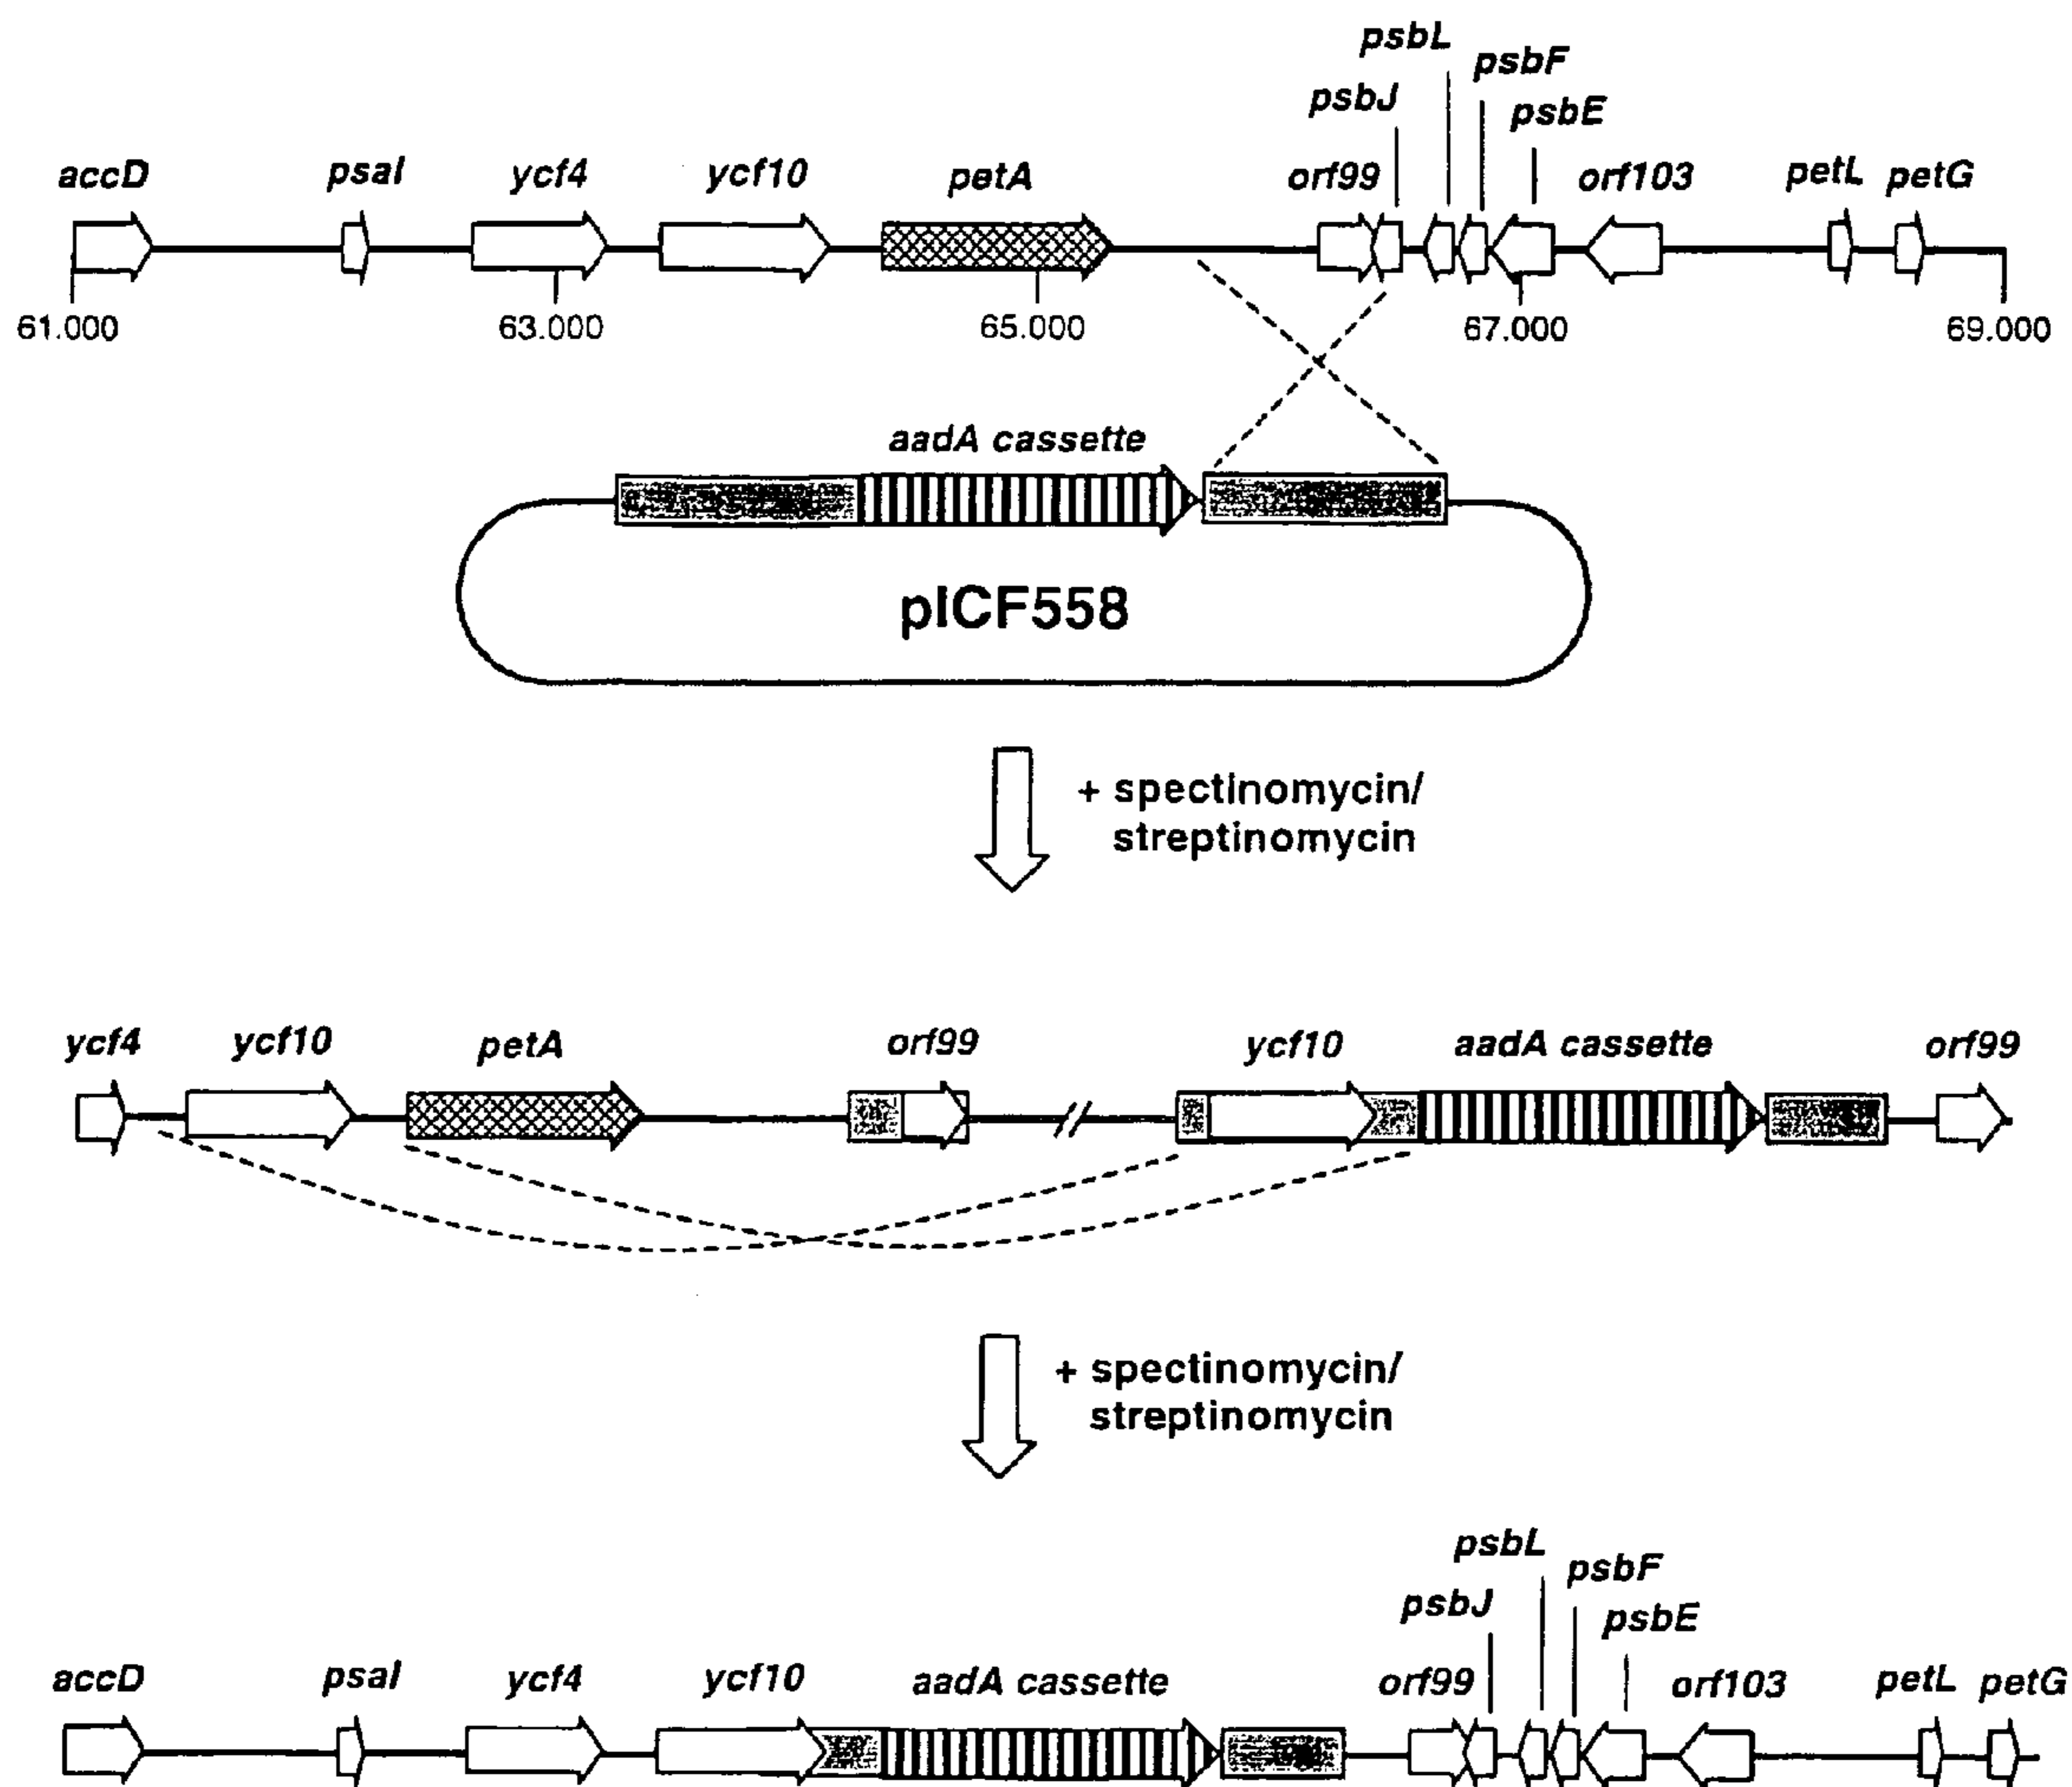 psbL
psbF
psbJ
psbE
accD psaI ycf4 ycf10 petA orf99 orf103 petL petG
61.000 63.000 65.000 67.000 69.000
aadA cassette
pICF558
+ spectinomycin/
streptinomycin
ycf4 ycf10 petA orf99 ycf10 aadA cassette orf99
+ spectinomycin/
streptinomycin
psbL
psbF
psbJ
psbE
accD psaI ycf4 ycf10 aadA cassette orf99 orf103 petL petG